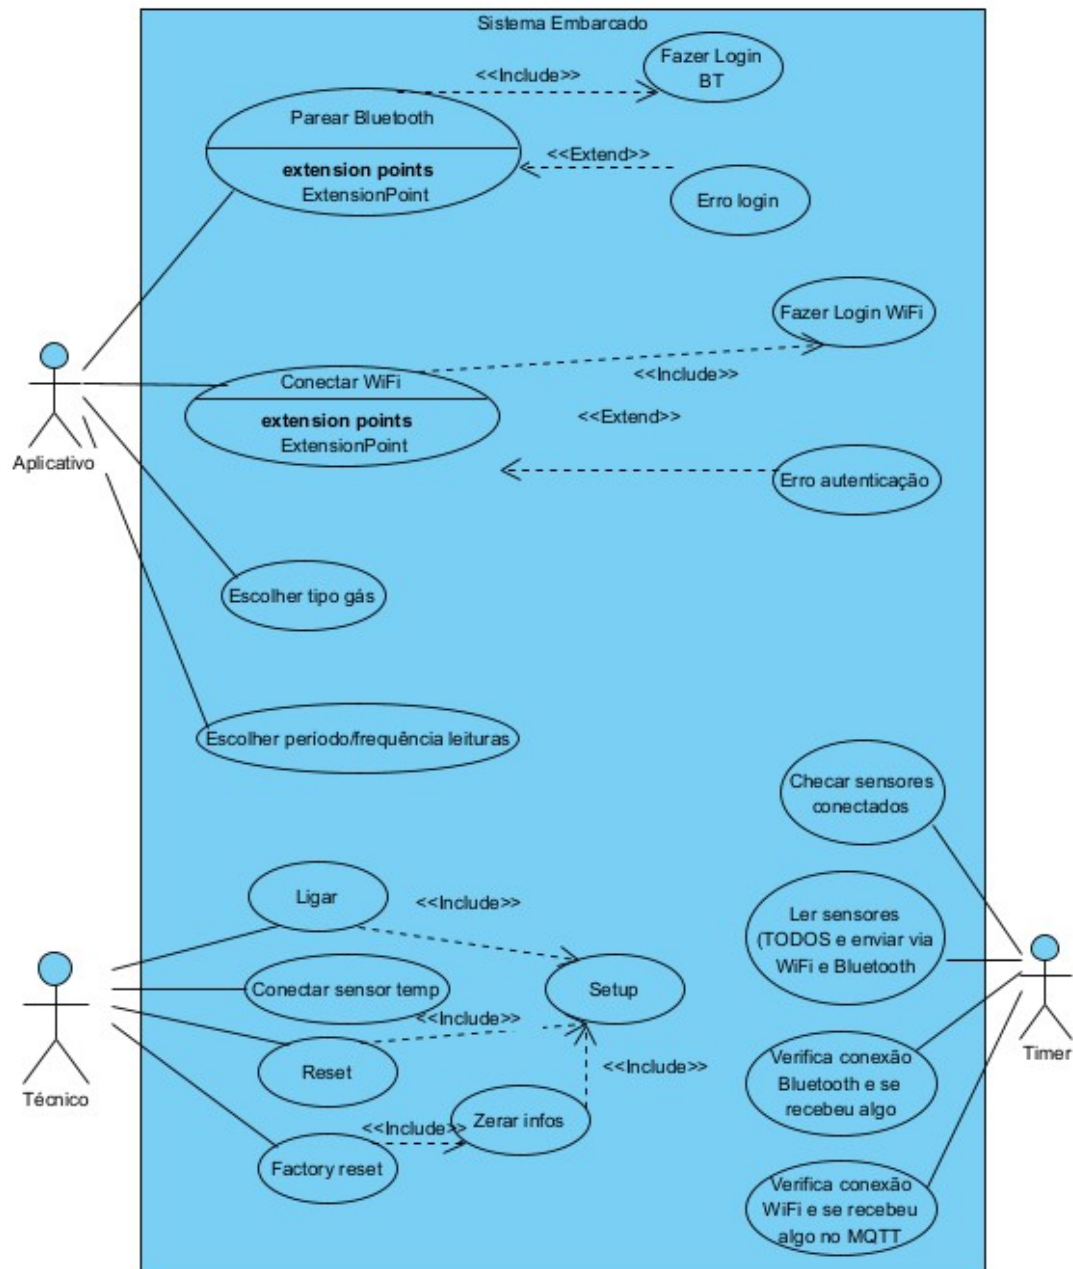 Sistema Embarcado
Fazer Login
BT
<<Include>>
Parear Bluetooth
<<Extend>>
extension points
ExtensionPoint
Erro login
Fazer Login WiFi
Conectar WiFi
<<Include>>
extension points
ExtensionPoint
<<Extend>>
Aplicativo
Erro autenticação
Escolher tipo gás
Escolher período/frequência leituras
Checar sensores
conectados
Ligar
<<Include>>
Ler sensores
(TODOS e enviar via
WiFi e Bluetooth
Conectar sensor temp
Setup
<<Include>>
Timer
Reset
<<Include>>
Verifica conexão
Bluetooth e se
recebeu algo
Técnico
Zerar infos
<<Include>>
Factory reset
Verifica conexão
WiFi e se recebeu
algo no MQTT